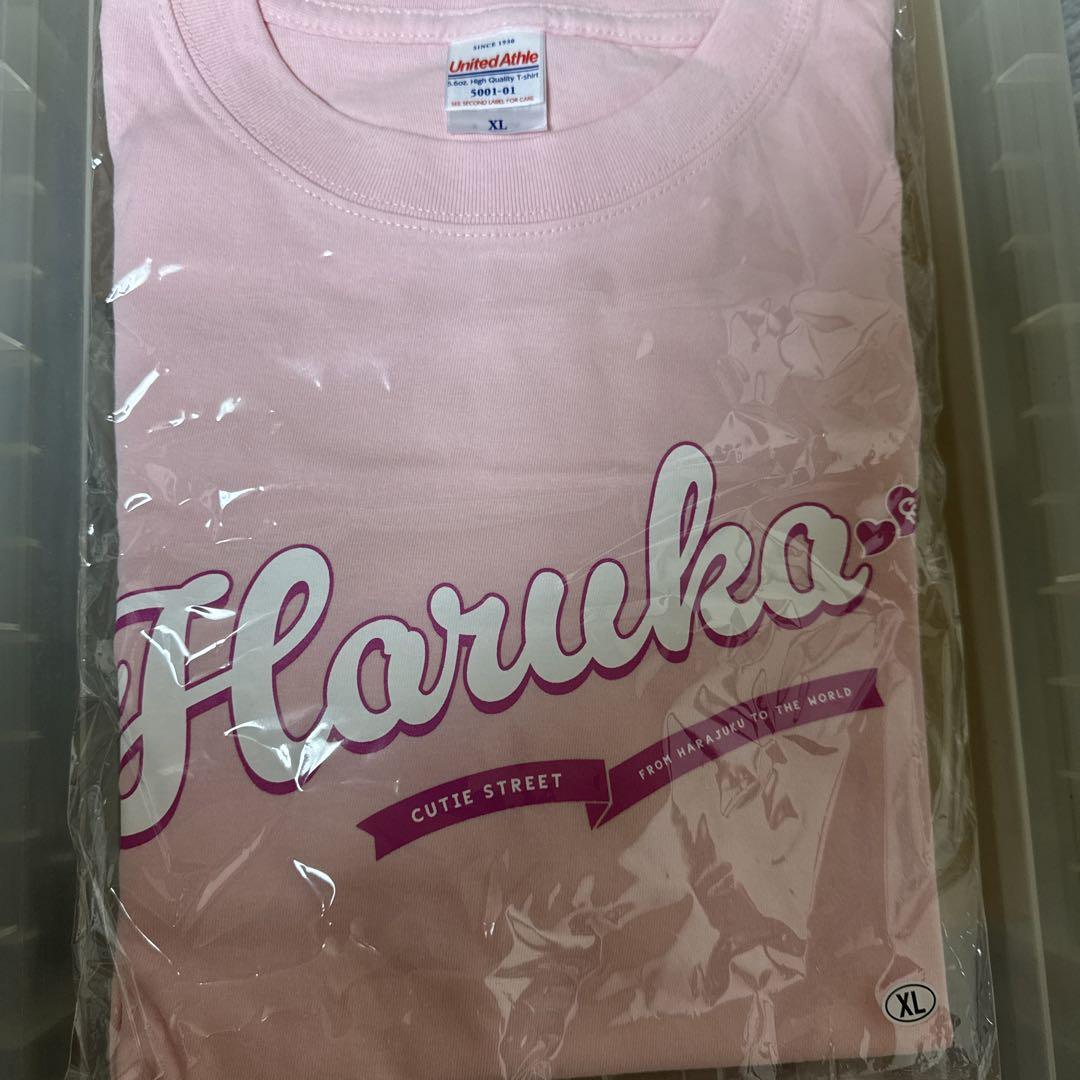 SINCE 1930
United Athle
5.6oz. High Quality T-shirt
5001-01
SEE SECOND LABEL FOR CARE
XL
Haruka
CUTIE STREET
FROM HARAJUKU TO THE WORLD
XL